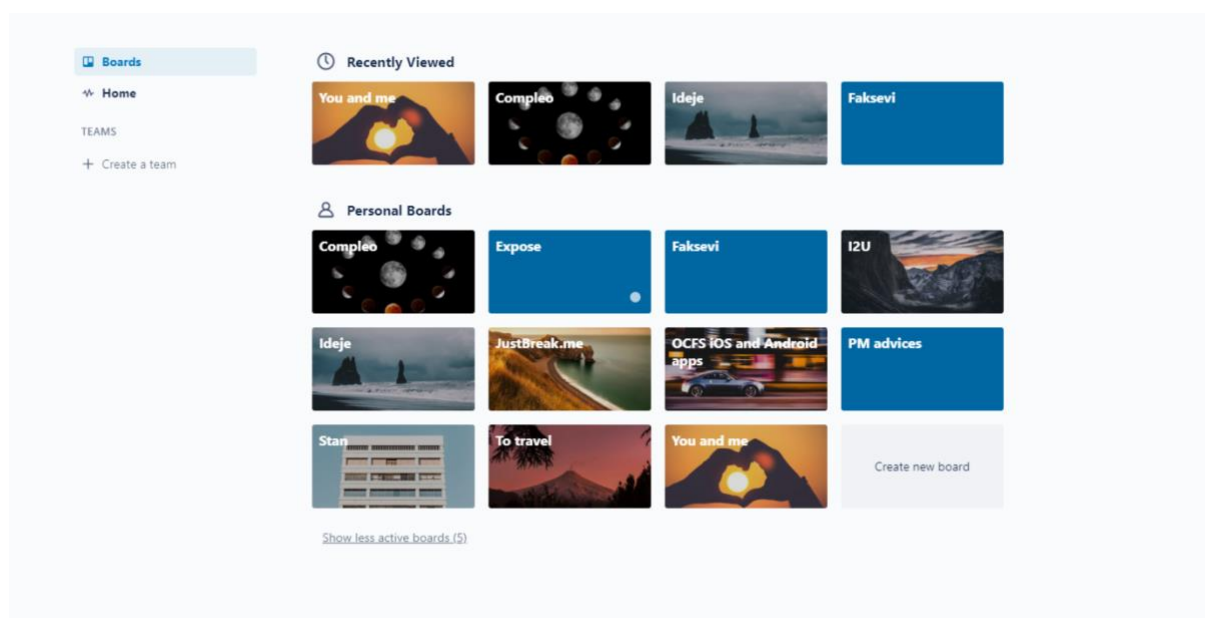 Boards
Home
TEAMS
+ Create a team
Recently Viewed
You and me
Compleo
Ideje
Faksevi
Personal Boards
Compleo
Expose
Faksevi
I2U
Ideje
JustBreak.me
OCFS iOS and Android
apps
PM advices
Stan
To travel
You and me
Create new board
Show less active boards (5)